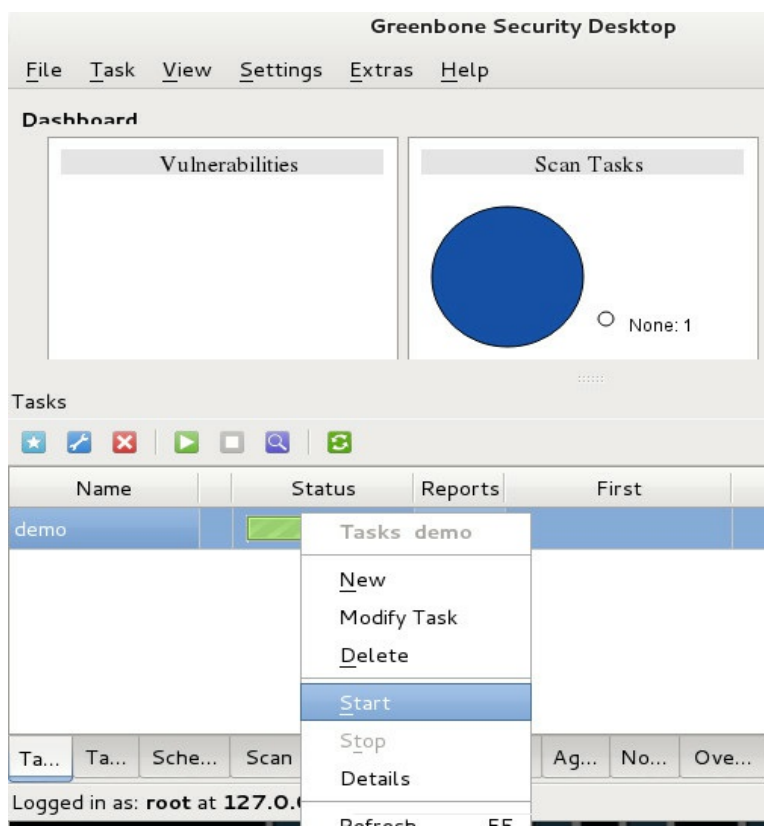 Greenbone Security Desktop
File Task View Settings Extras Help
Dashboard
Vulnerabilities
Scan Tasks
None: 1
Tasks
Name Status Reports First
demo
Tasks demo
New
Modify Task
Delete
Start
Stop
Details
Refresh F5
Ta... Ta... Sche... Scan Ag... No... Ove...
Logged in as: root at 127.0.